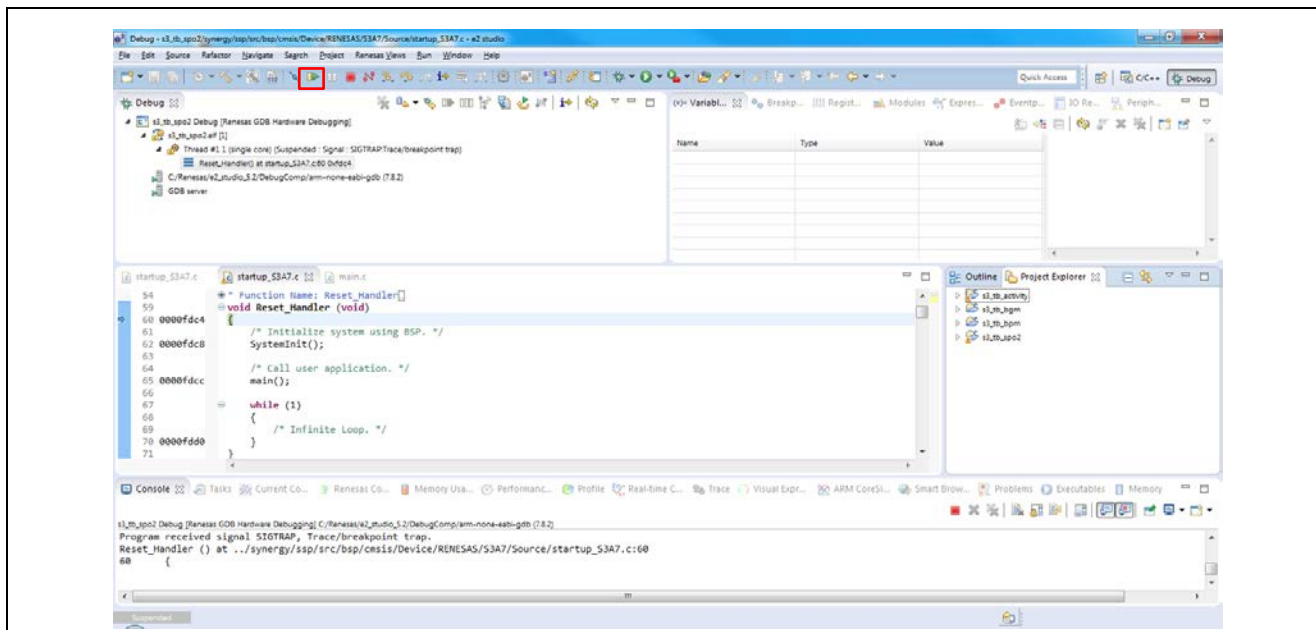 Debug - s3_tb_spo2/synergy/ssp/src/bsp/cmsis/Device/RENESAS/S3A7/Source/startup_S3A7.c - e2 studio
File Edit Source Refactor Navigate Search Project Renesas Views Run Window Help
Quick Access C/C++ Debug
Debug
s3_tb_spo2 Debug [Renesas GDB Hardware Debugging]
s3_tb_spo2.elf [1]
Thread #1 1 (single core) (Suspended : Signal : SIGTRAP:Trace/breakpoint trap)
Reset_Handler() at startup_S3A7.c:60 0xfdc4
C:/Renesas/e2_studio_5.2/DebugComp/arm-none-eabi-gdb (7.8.2)
GDB server
(x)= Variabl... Breakp... Regist... Modules Expres... Eventp... IO Re... Periph...
Name Type Value
startup_S3A7.c startup_S3A7.c main.c
54 * Function Name: Reset_Handler
59 void Reset_Handler (void)
60 0000fdc4 {
61 /* Initialize system using BSP. */
62 0000fdc8 SystemInit();
63
64 /* Call user application. */
65 0000fdcc main();
66
67 while (1)
68 {
69 /* Infinite Loop. */
70 0000fdd0 }
71 }
Outline Project Explorer
s3_tb_activity
s3_tb_bgm
s3_tb_bpm
s3_tb_spo2
Console Tasks Current Co... Renesas Co... Memory Usa... Performanc... Profile Real-time C... Trace Visual Expr... ARM CoreSi... Smart Brow... Problems Executables Memory
s3_tb_spo2 Debug [Renesas GDB Hardware Debugging] C:/Renesas/e2_studio_5.2/DebugComp/arm-none-eabi-gdb (7.8.2)
Program received signal SIGTRAP, Trace/breakpoint trap.
Reset_Handler () at ../synergy/ssp/src/bsp/cmsis/Device/RENESAS/S3A7/Source/startup_S3A7.c:60
60 {
Suspended